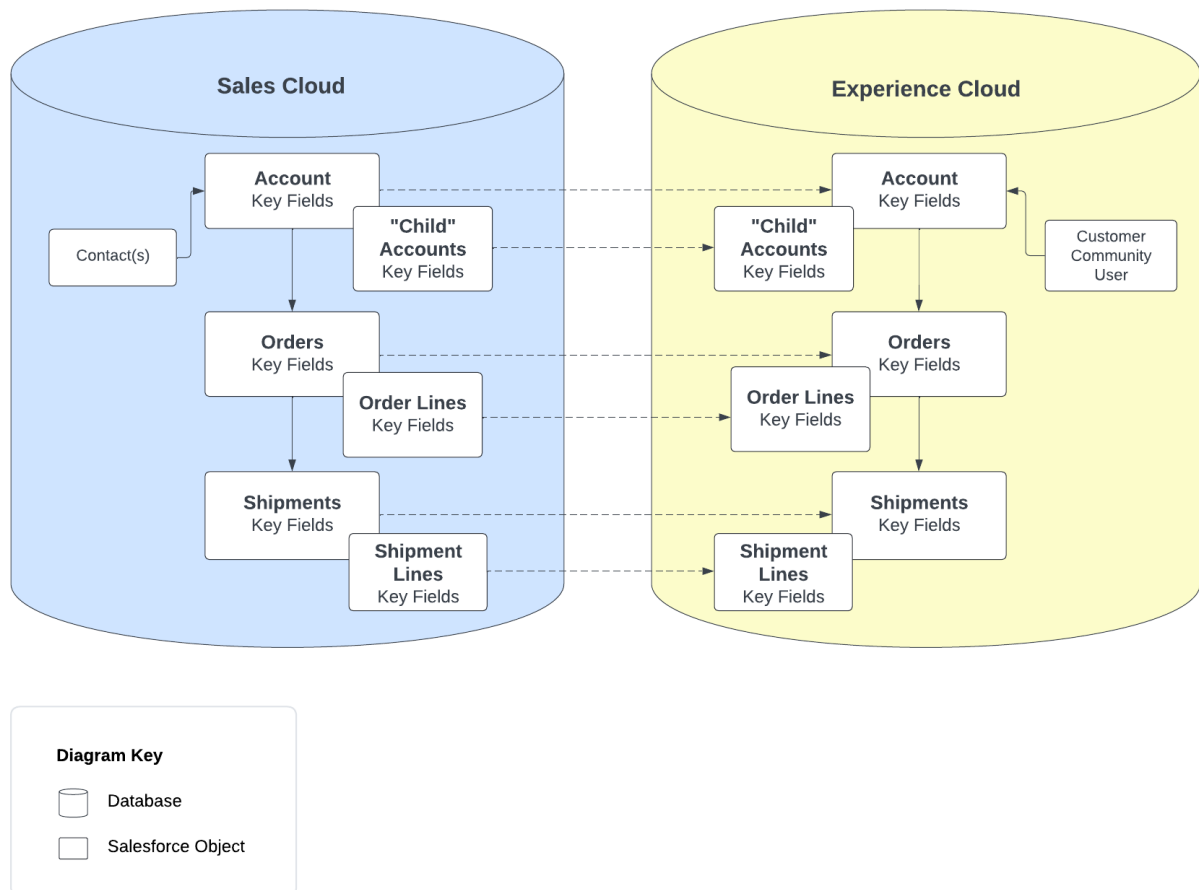 Sales Cloud
Account
Key Fields
"Child"
Accounts
Key Fields
Contact(s)
Orders
Key Fields
Order Lines
Key Fields
Shipments
Key Fields
Shipment
Lines
Key Fields
Experience Cloud
Account
Key Fields
"Child"
Accounts
Key Fields
Customer
Community
User
Orders
Key Fields
Order Lines
Key Fields
Shipments
Key Fields
Shipment
Lines
Key Fields
Diagram Key
Database
Salesforce Object